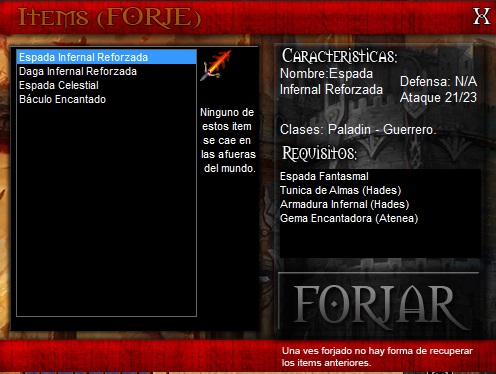 Items (FORJE)
X
Espada Infernal Reforzada
Daga Infernal Reforzada
Espada Celestial
Báculo Encantado
Ninguno de
estos item
se cae en
las afueras
del mundo.
Caracteristicas:
Nombre:Espada
Infernal Reforzada
Defensa: N/A
Ataque 21/23
Clases: Paladin - Guerrero.
Requisitos:
Espada Fantasmal
Tunica de Almas (Hades)
Armadura Infernal (Hades)
Gema Encantadora (Atenea)
FORJAR
Una ves forjado no hay forma de recuperar
los items anteriores.